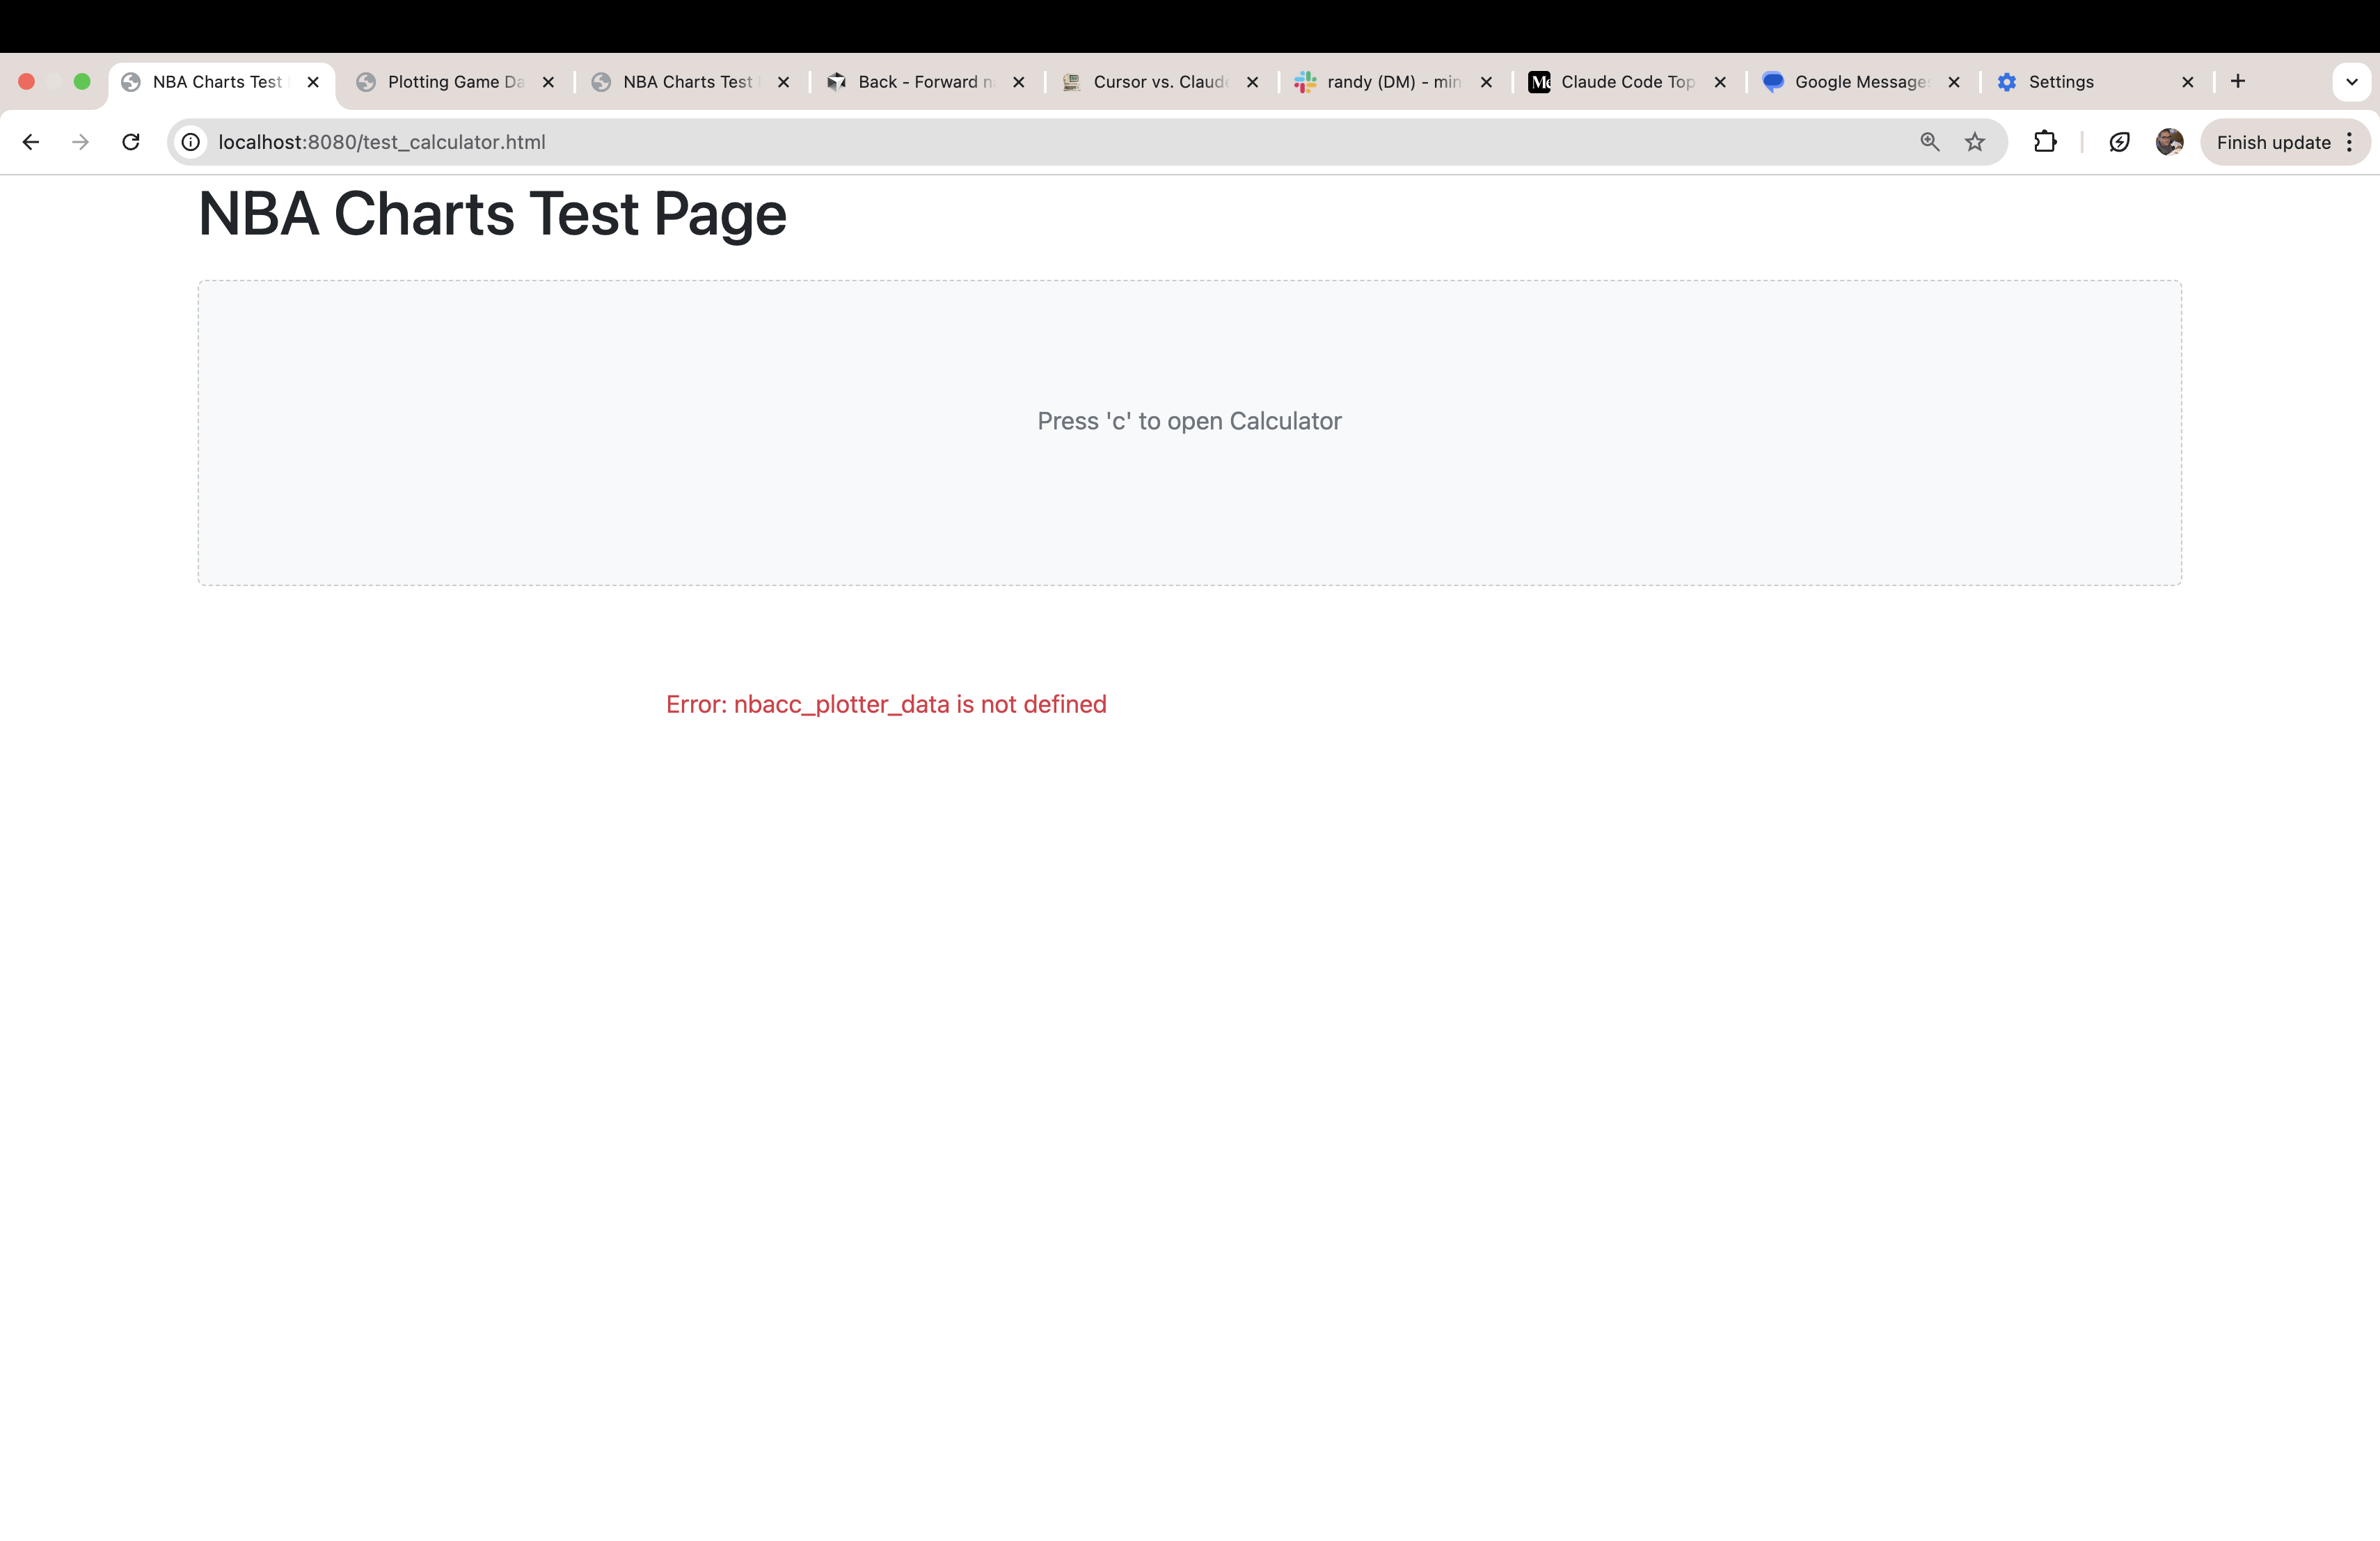 NBA Charts Test
Plotting Game Da
NBA Charts Test
Back - Forward n
Cursor vs. Claude
randy (DM) - min
Claude Code Top
Google Messages
Settings
localhost:8080/test_calculator.html
Finish update
NBA Charts Test Page
Press 'c' to open Calculator
Error: nbacc_plotter_data is not defined